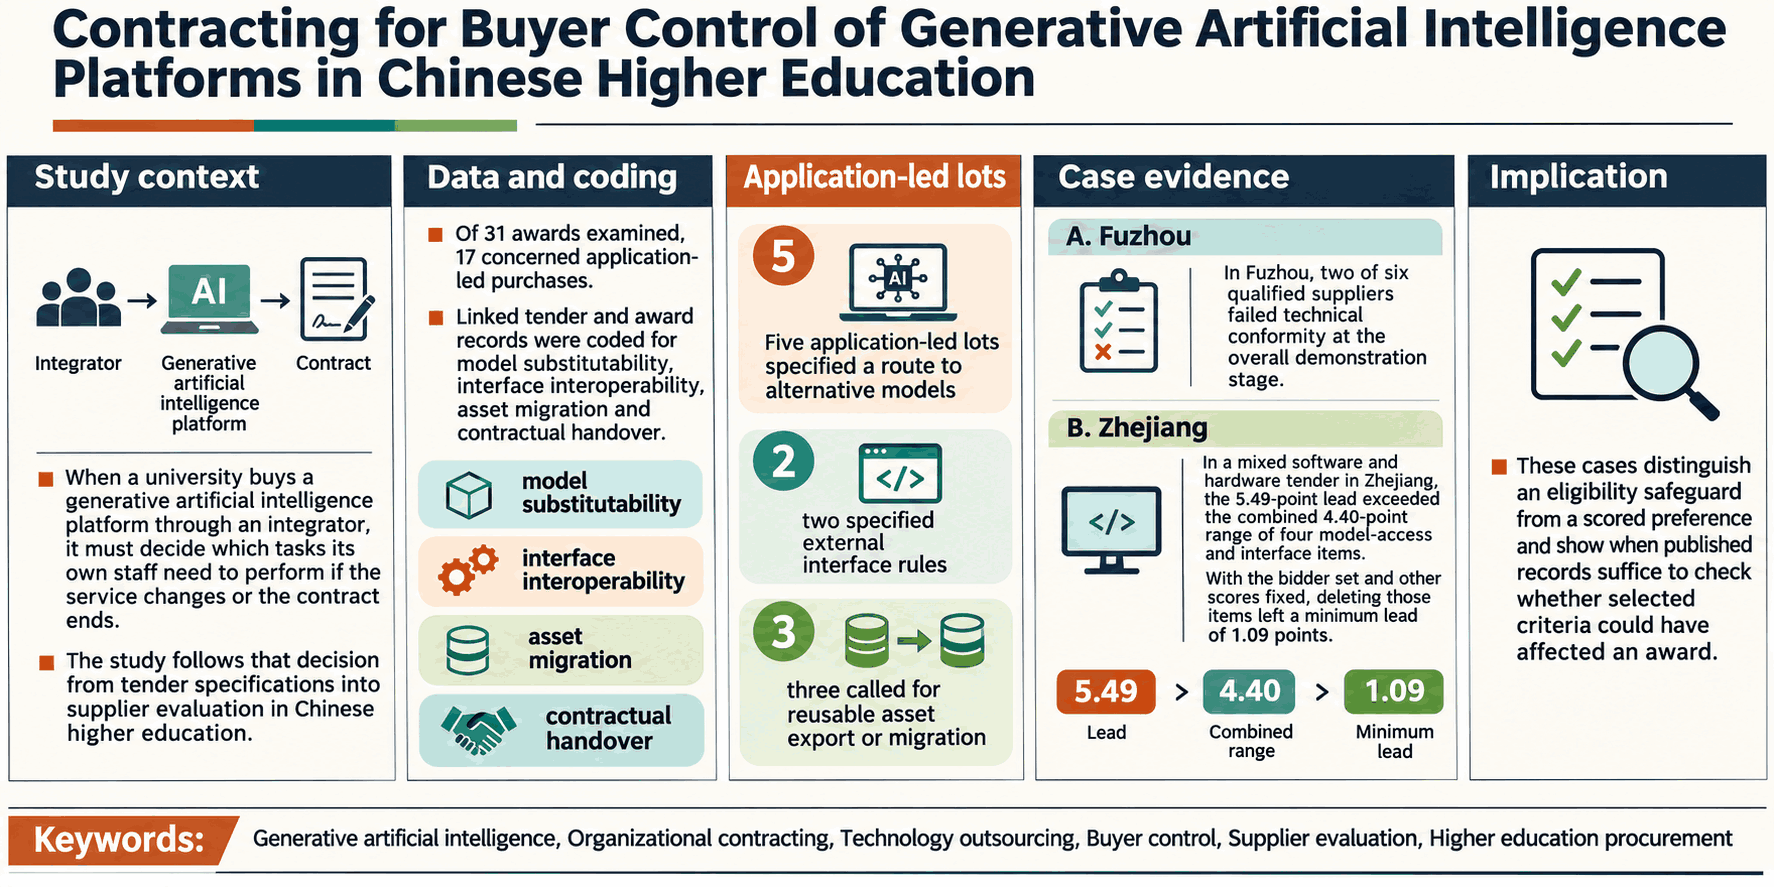 Contracting for Buyer Control of Generative Artificial Intelligence
Platforms in Chinese Higher Education
Study context
AI
Integrator
Generative
artificial
intelligence
platform
Contract
When a university buys a
generative artificial intelligence
platform through an integrator,
it must decide which tasks its
own staff need to perform if the
service changes or the contract
ends.
The study follows that decision
from tender specifications into
supplier evaluation in Chinese
higher education.
Data and coding
Of 31 awards examined,
17 concerned application-
led purchases.
Linked tender and award
records were coded for
model substitutability,
interface interoperability,
asset migration and
contractual handover.
model
substitutability
interface
interoperability
asset
migration
contractual
handover
Application-led lots
5
AI
Five application-led lots
specified a route to
alternative models
2
</>
two specified
external
interface rules
3
three called for
reusable asset
export or migration
Case evidence
A. Fuzhou
In Fuzhou, two of six
qualified suppliers
failed technical
conformity at the
overall demonstration
stage.
B. Zhejiang
</>
In a mixed software and
hardware tender in Zhejiang,
the 5.49-point lead exceeded
the combined 4.40-point
range of four model-access
and interface items.
With the bidder set and other
scores fixed, deleting those
items left a minimum lead
of 1.09 points.
5.49 > 4.40 > 1.09
Lead
Combined
range
Minimum
lead
Implication
These cases distinguish
an eligibility safeguard
from a scored preference
and show when published
records suffice to check
whether selected
criteria could have
affected an award.
Keywords: Generative artificial intelligence, Organizational contracting, Technology outsourcing, Buyer control, Supplier evaluation, Higher education procurement